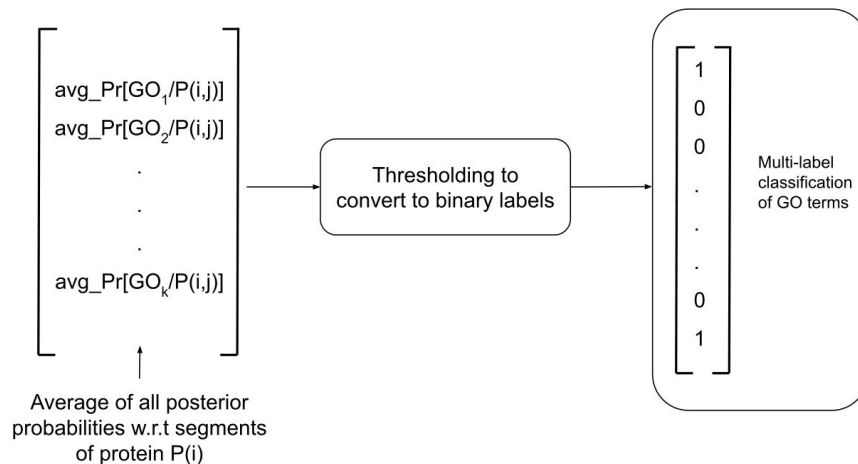 avg_Pr[GO₁/P(i,j)]
avg_Pr[GO₂/P(i,j)]
.
.
.
avg_Pr[GOₖ/P(i,j)]
Average of all posterior
probabilities w.r.t segments
of protein P(i)
Thresholding to
convert to binary labels
1
0
0
.
.
.
0
1
Multi-label
classification
of GO terms